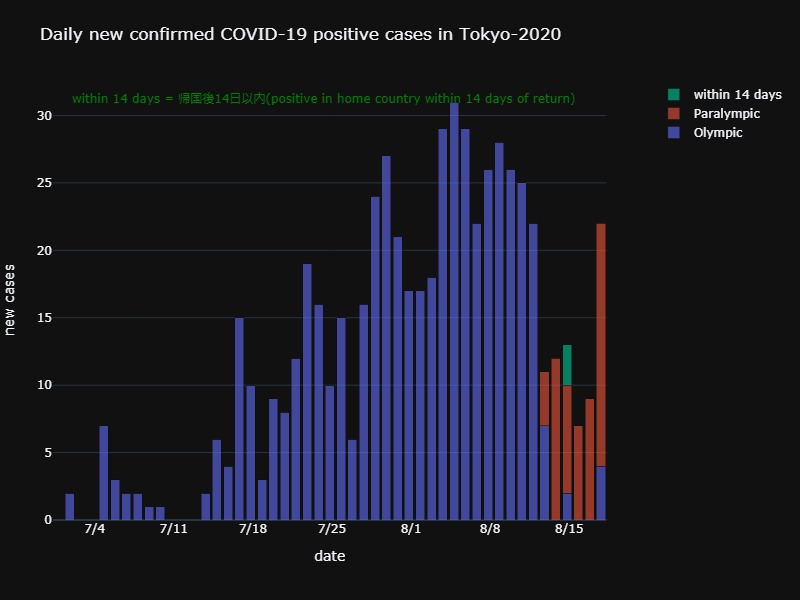 Daily new confirmed COVID-19 positive cases in Tokyo-2020
within 14 days = 帰国後14日以内(positive in home country within 14 days of return)
within 14 days
Paralympic
Olympic
30
25
20
15
10
5
0
new cases
7/4 7/11 7/18 7/25 8/1 8/8 8/15
date